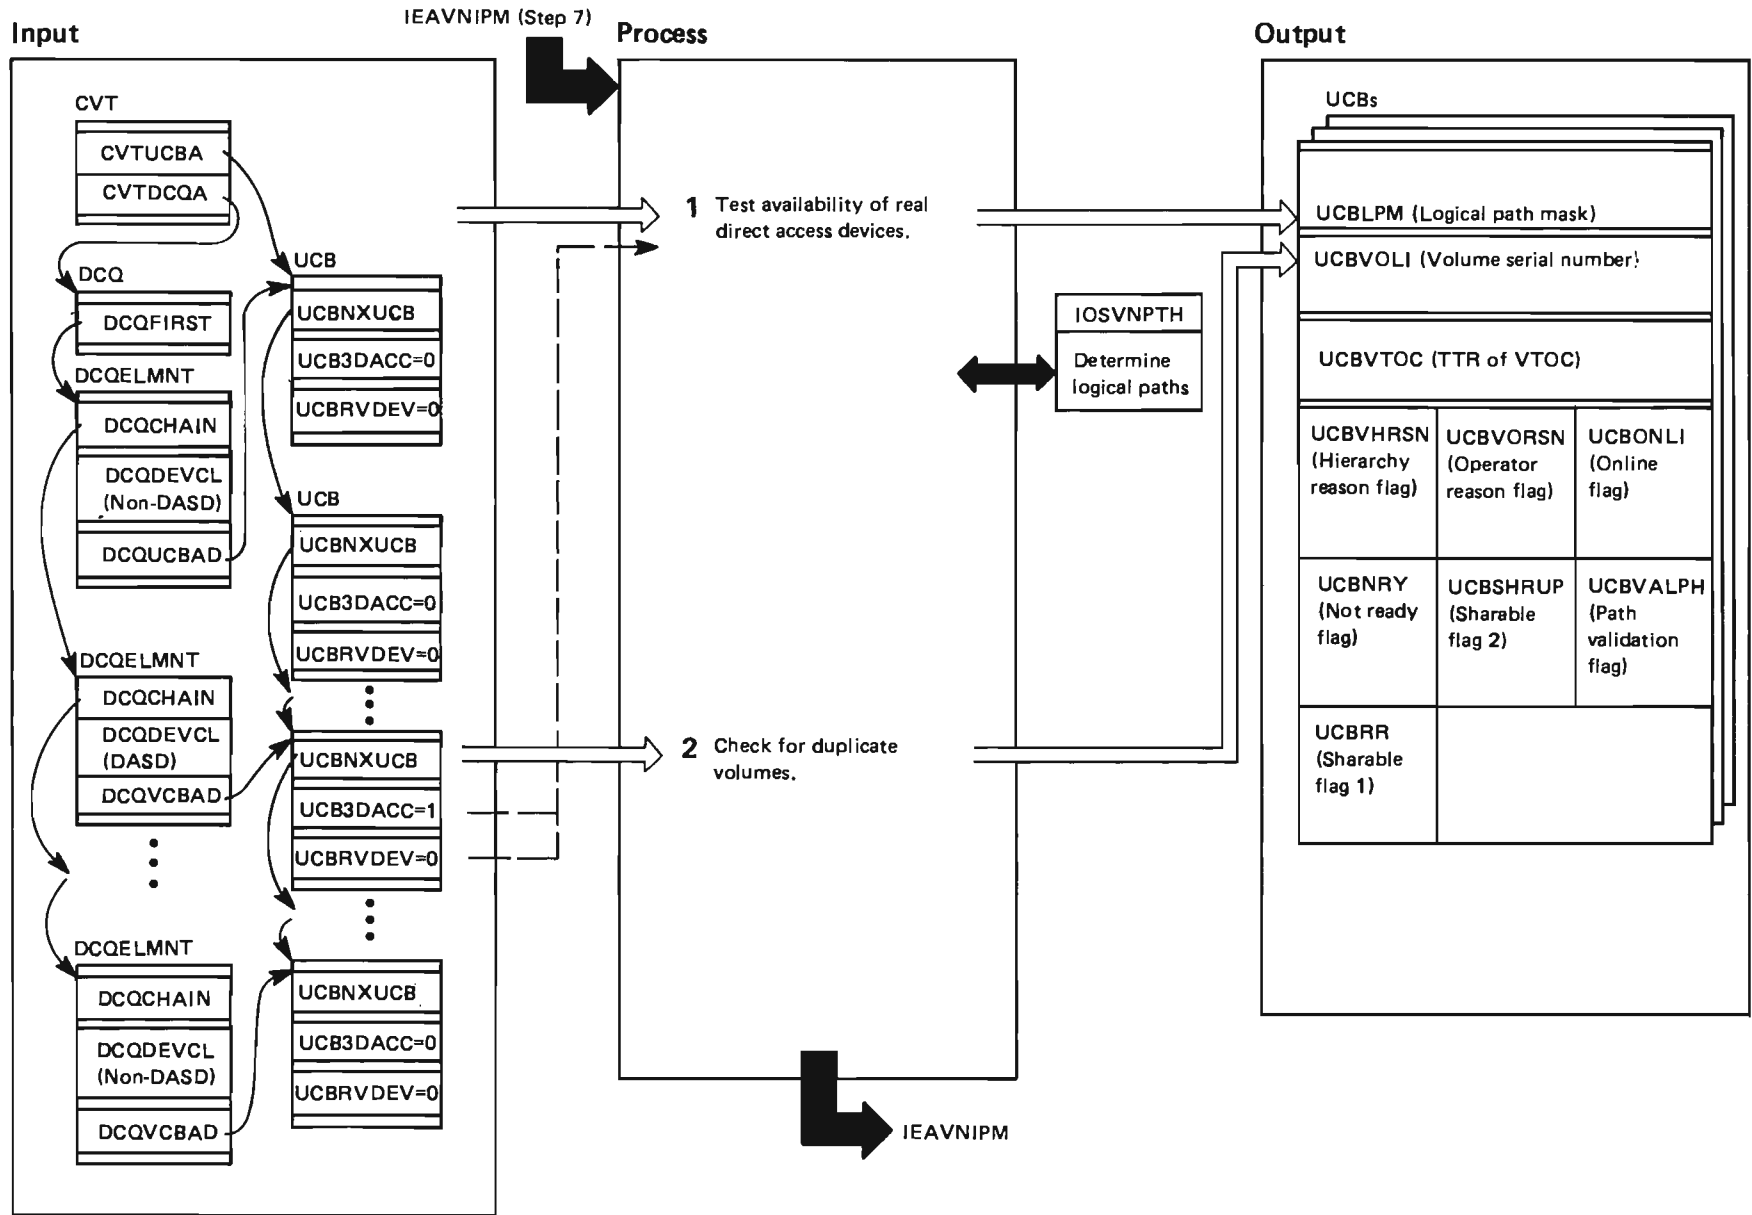 IEAVNIPM (Step 7)
Input
Process
Output
CVT
CVTUCBA
CVTDCQA
DCQ
DCQFIRST
DCQELMNT
DCQCHAIN
DCQDEVCL
(Non-DASD)
DCQUCBAD
DCQELMNT
DCQCHAIN
DCQDEVCL
(DASD)
DCQVCBAD
DCQELMNT
DCQCHAIN
DCQDEVCL
(Non-DASD)
DCQVCBAD
UCB
UCBNXUCB
UCB3DACC=0
UCBRVDEV=0
UCB
UCBNXUCB
UCB3DACC=0
UCBRVDEV=0
UCBNXUCB
UCB3DACC=1
UCBRVDEV=0
UCBNXUCB
UCB3DACC=0
UCBRVDEV=0
1 Test availability of real
direct access devices.
IOSVNPTH
Determine
logical paths
2 Check for duplicate
volumes.
IEAVNIPM
UCBs
UCBLPM (Logical path mask)
UCBVOLI (Volume serial number)
UCBVTOC (TTR of VTOC)
UCBVHRSN
(Hierarchy
reason flag)
UCBVORSN
(Operator
reason flag)
UCBONLI
(Online
flag)
UCBNRY
(Not ready
flag)
UCBSHRUP
(Sharable
flag 2)
UCBVALPH
(Path
validation
flag)
UCBRR
(Sharable
flag 1)